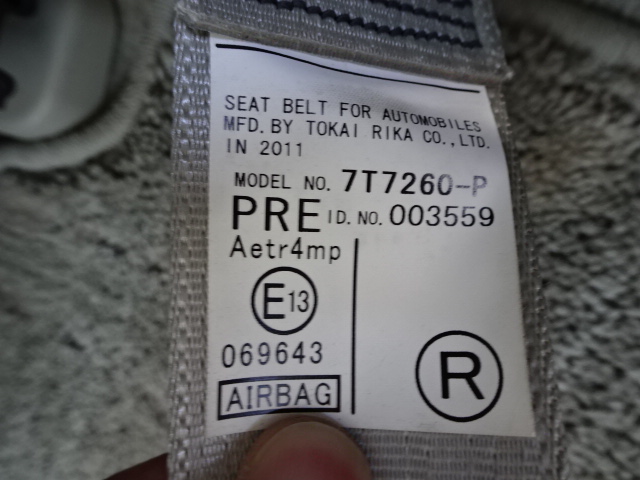 SEAT BELT FOR AUTOMOBILES
MFD. BY TOKAI RIKA CO., LTD.
IN 2011
MODEL NO. 7T7260-P
PRE ID. NO. 003559
Aetr4mp
E13
069643
AIRBAG
R